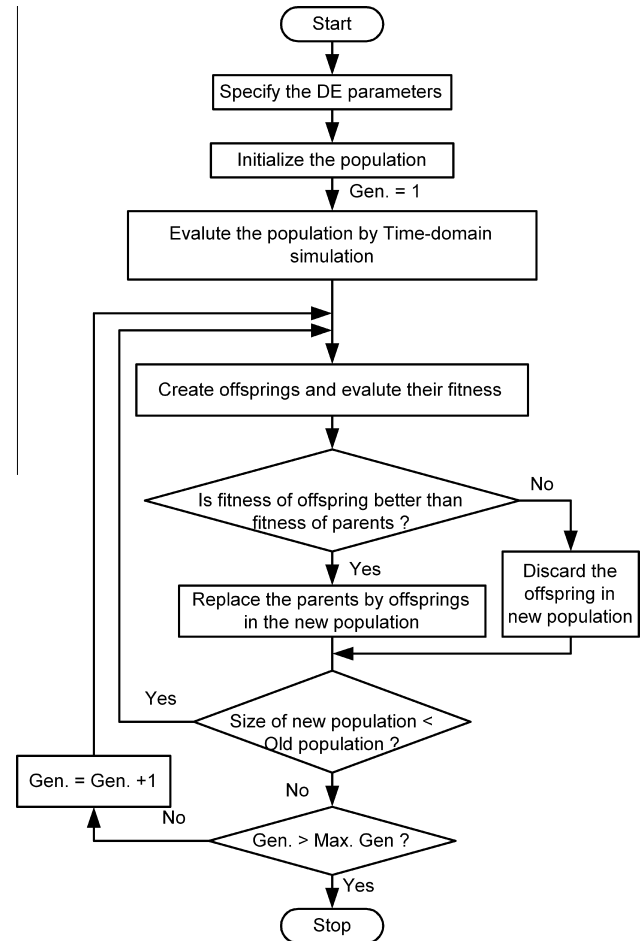 Start
Specify the DE parameters
Initialize the population
Gen. = 1
Evalute the population by Time-domain
simulation
Create offsprings and evalute their fitness
Is fitness of offspring better than
fitness of parents ?
No
Yes
Discard the
offspring in
new population
Replace the parents by offsprings
in the new population
Yes
Size of new population <
Old population ?
Gen. = Gen. +1
No
No
Gen. > Max. Gen ?
Yes
Stop